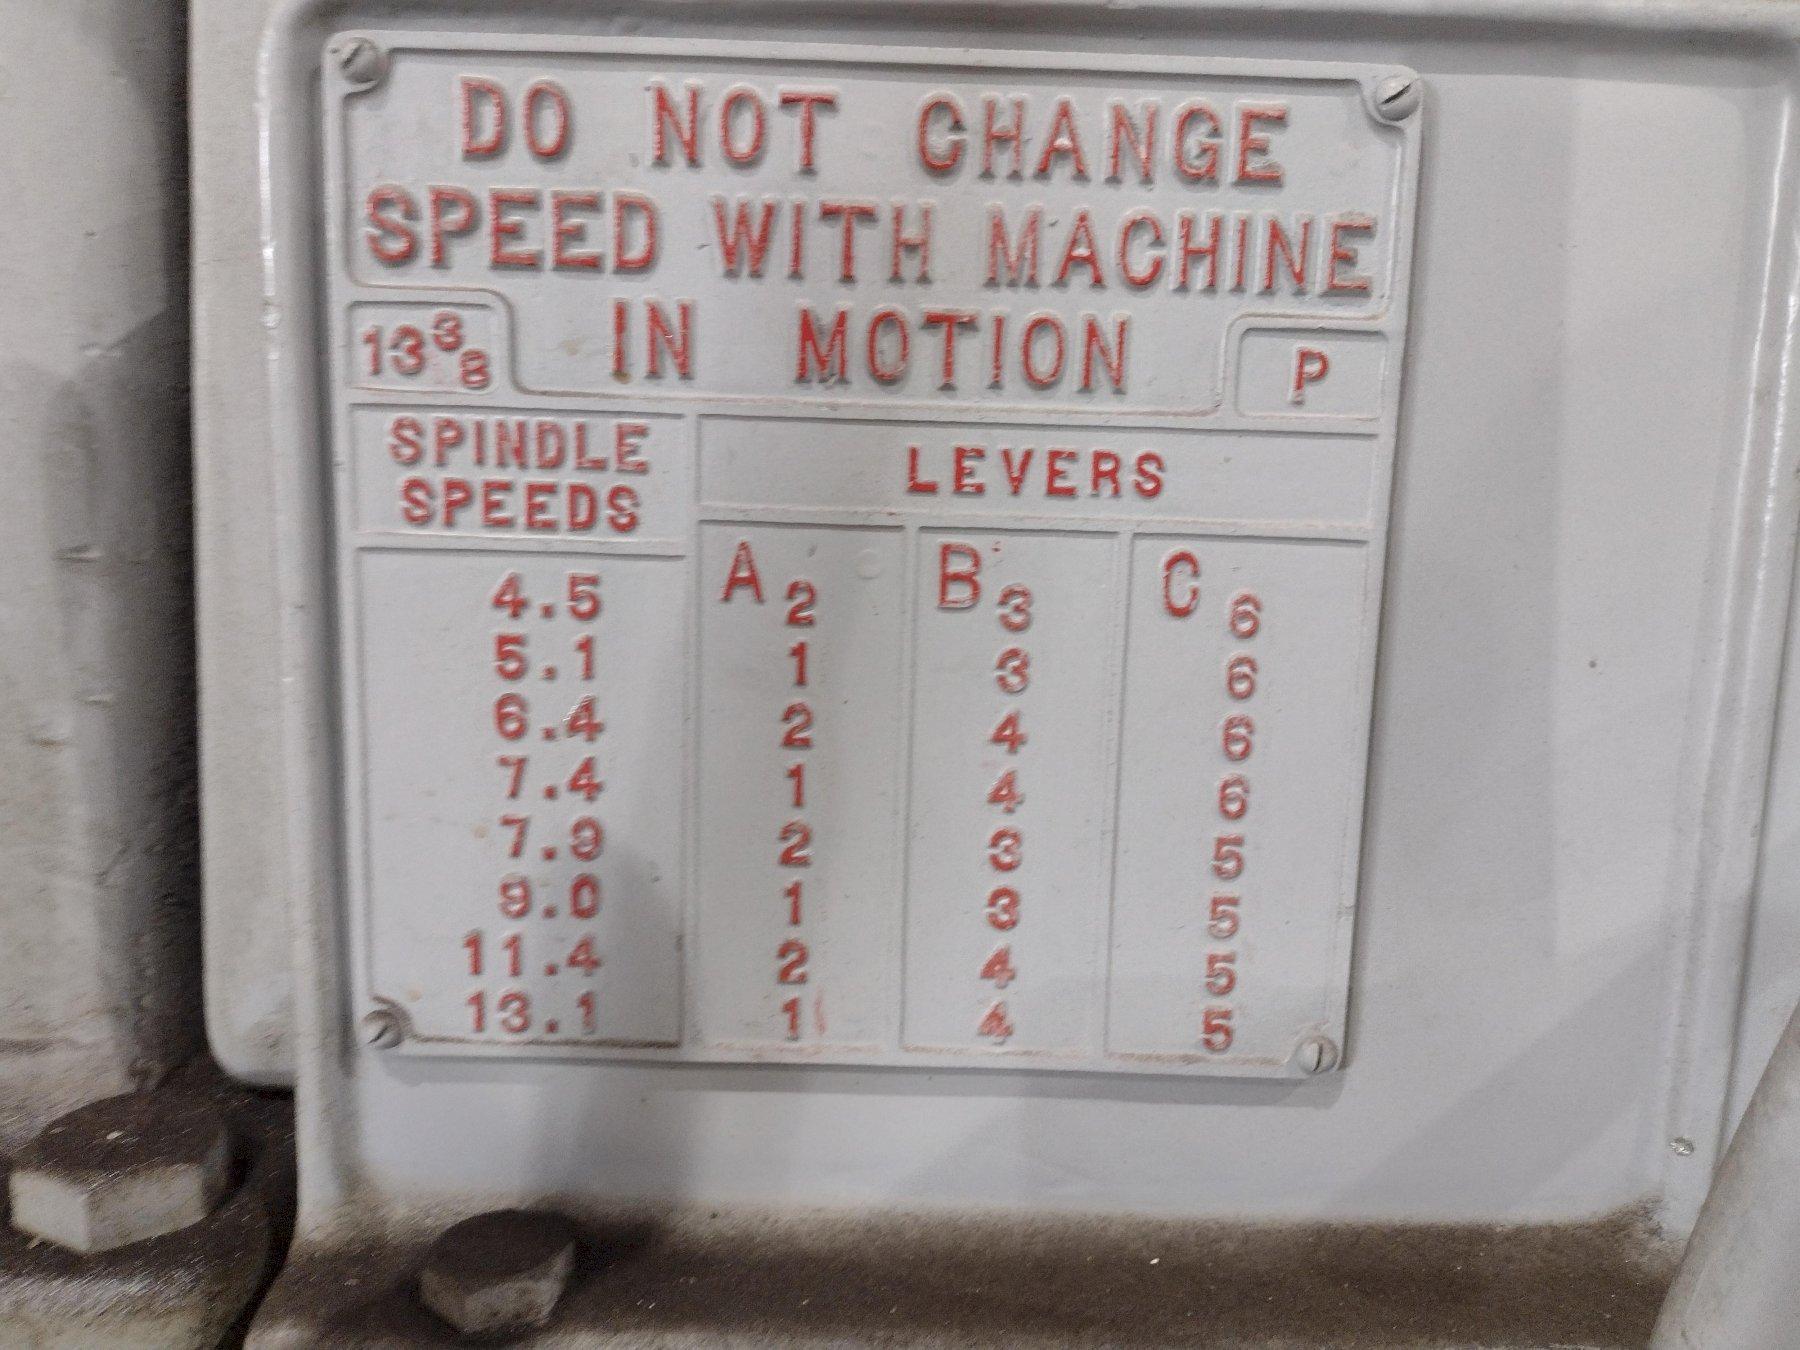 DO NOT CHANGE
SPEED WITH MACHINE
IN MOTION
13 3/8
P
SPINDLE
SPEEDS
LEVERS
A B C
4.5 2 3 6
5.1 1 3 6
6.4 2 4 6
7.4 1 4 6
7.9 2 3 5
9.0 1 3 5
11.4 2 4 5
13.1 1 4 5